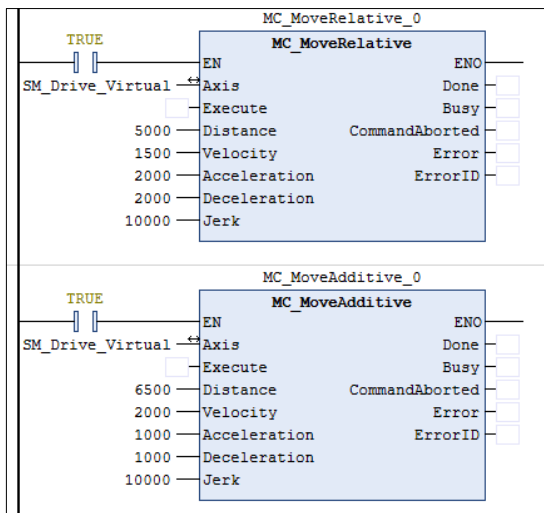 MC_MoveRelative_0
TRUE
MC_MoveRelative
EN ENO
SM_Drive_Virtual Axis Done
Execute Busy
5000 Distance CommandAborted
1500 Velocity Error
2000 Acceleration ErrorID
2000 Deceleration
10000 Jerk
MC_MoveAdditive_0
TRUE
MC_MoveAdditive
EN ENO
SM_Drive_Virtual Axis Done
Execute Busy
6500 Distance CommandAborted
2000 Velocity Error
1000 Acceleration ErrorID
1000 Deceleration
10000 Jerk